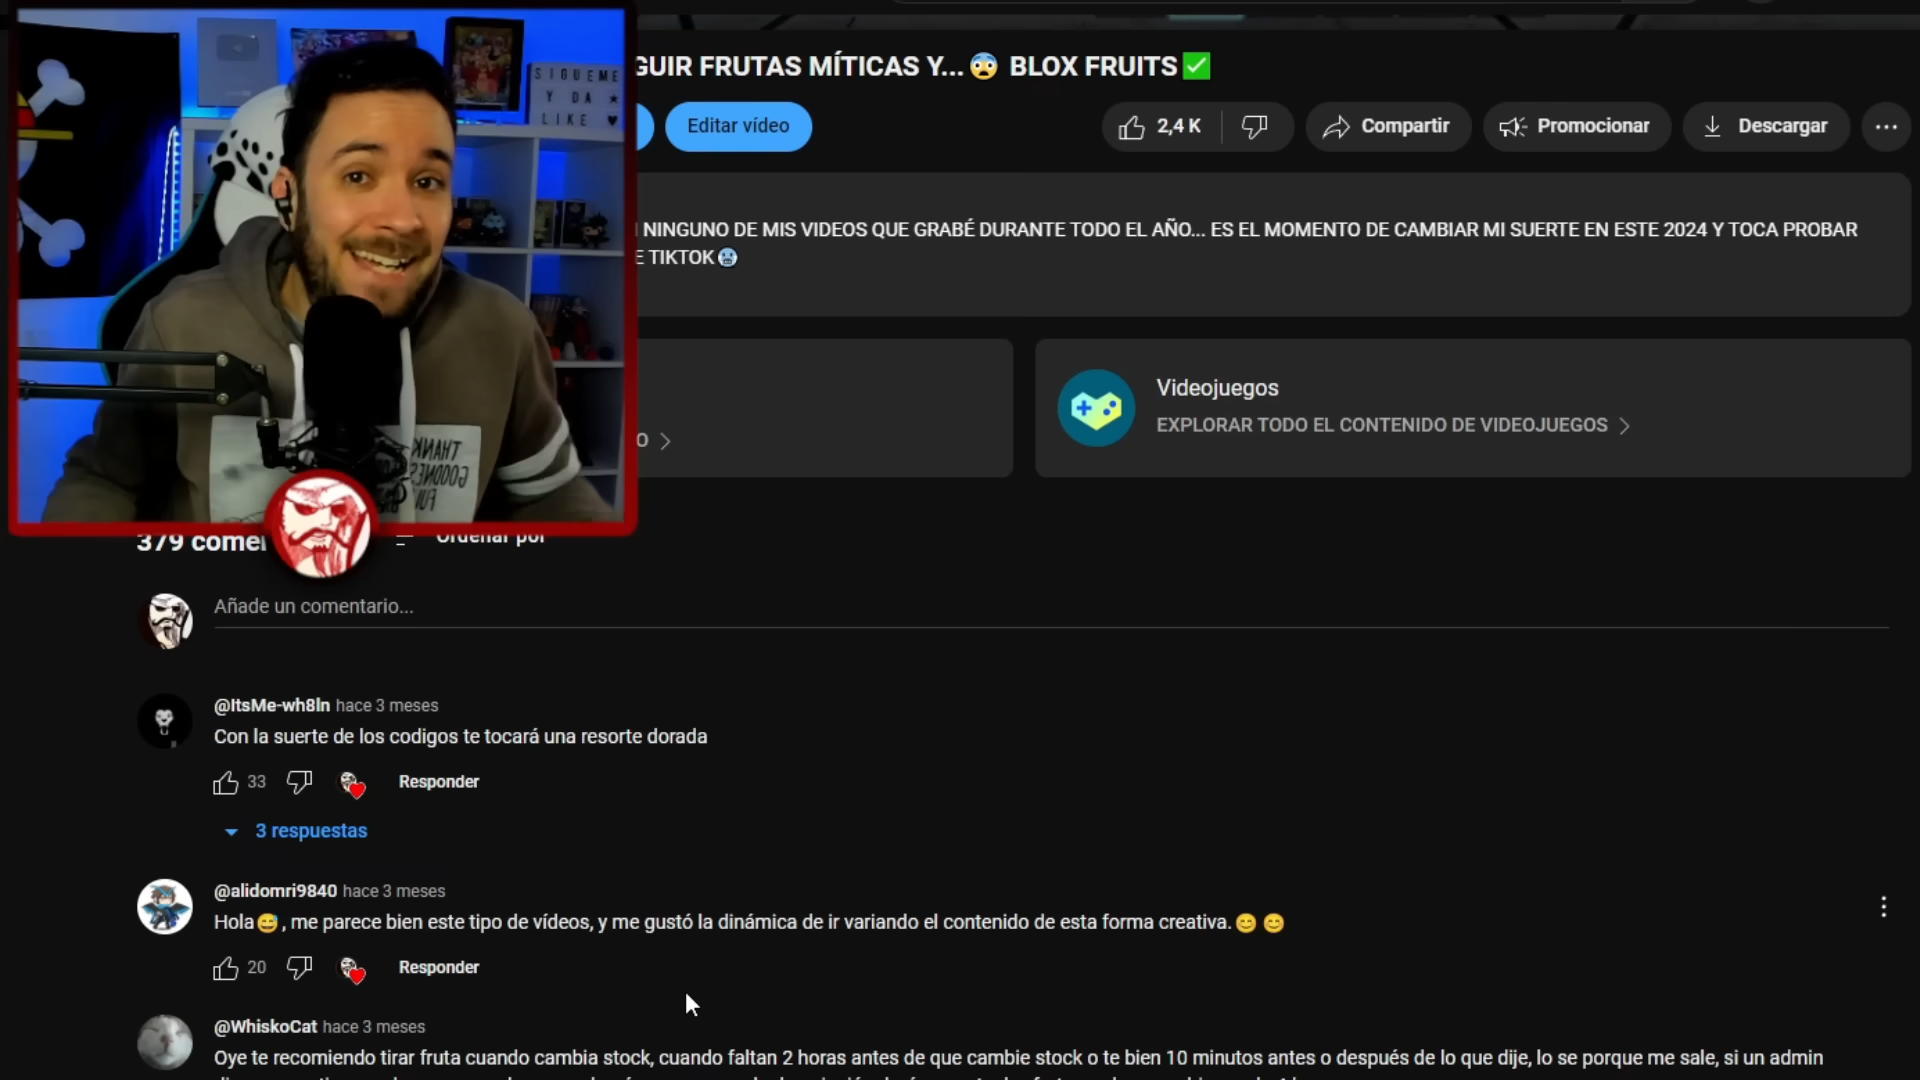 SIGUEME
Y DA ★
LIKE ♥
GUIR FRUTAS MÍTICAS Y...😨 BLOX FRUITS✅
Editar vídeo
2,4 K
Compartir
Promocionar
Descargar
NINGUNO DE MIS VIDEOS QUE GRABÉ DURANTE TODO EL AÑO... ES EL MOMENTO DE CAMBIAR MI SUERTE EN ESTE 2024 Y TOCA PROBAR
E TIKTOK🥶
O
Videojuegos
EXPLORAR TODO EL CONTENIDO DE VIDEOJUEGOS
THANK
GOODNES
379 comer
Ordenar por
Añade un comentario...
@ItsMe-wh8ln hace 3 meses
Con la suerte de los codigos te tocará una resorte dorada
33
Responder
3 respuestas
@alidomri9840 hace 3 meses
Hola😅, me parece bien este tipo de vídeos, y me gustó la dinámica de ir variando el contenido de esta forma creativa.😊 😊
20
Responder
@WhiskoCat hace 3 meses
Oye te recomiendo tirar fruta cuando cambia stock, cuando faltan 2 horas antes de que cambie stock o te bien 10 minutos antes o después de lo que dije, lo se porque me sale, si un admin